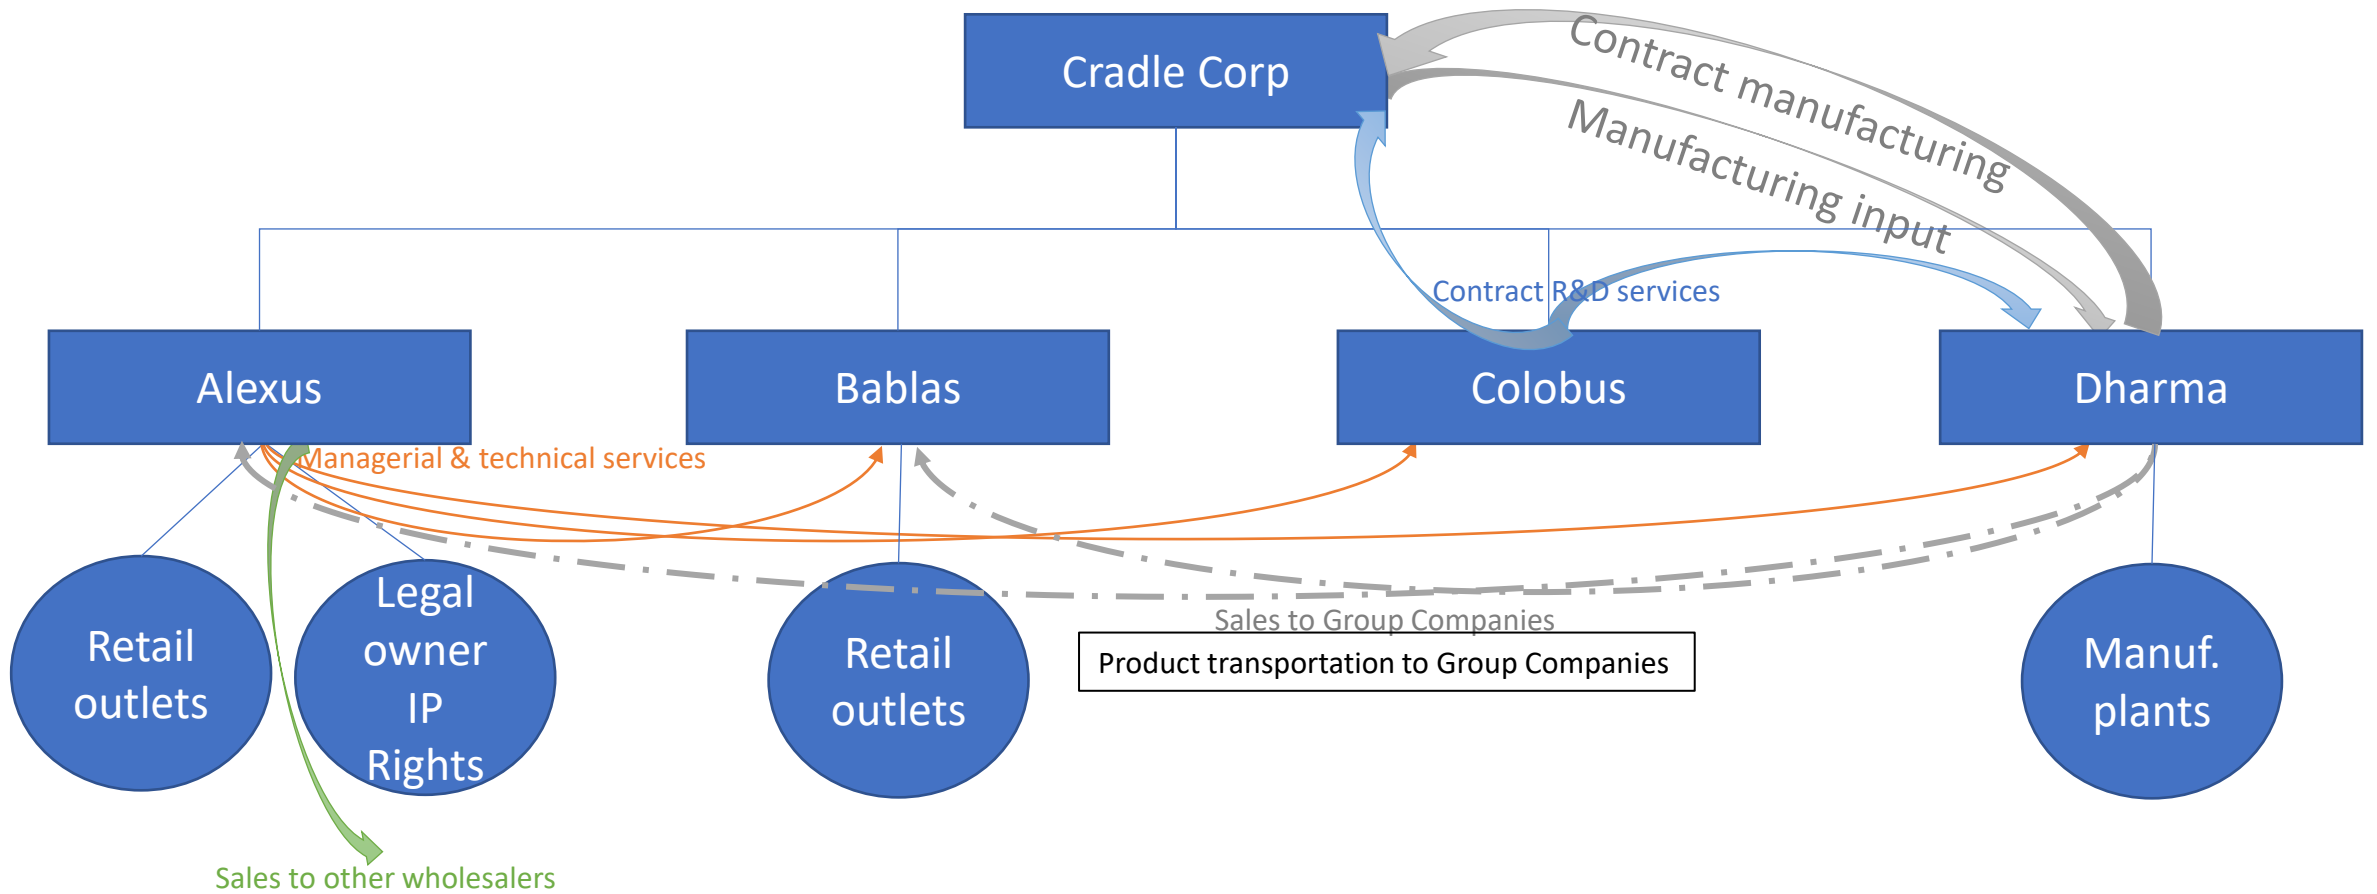 Cradle Corp
Contract manufacturing
Manufacturing input
Contract R&D services
Alexus
Bablas
Colobus
Dharma
Managerial & technical services
Retail
outlets
Legal
owner
IP
Rights
Retail
outlets
Sales to Group Companies
Product transportation to Group Companies
Manuf.
plants
Sales to other wholesalers